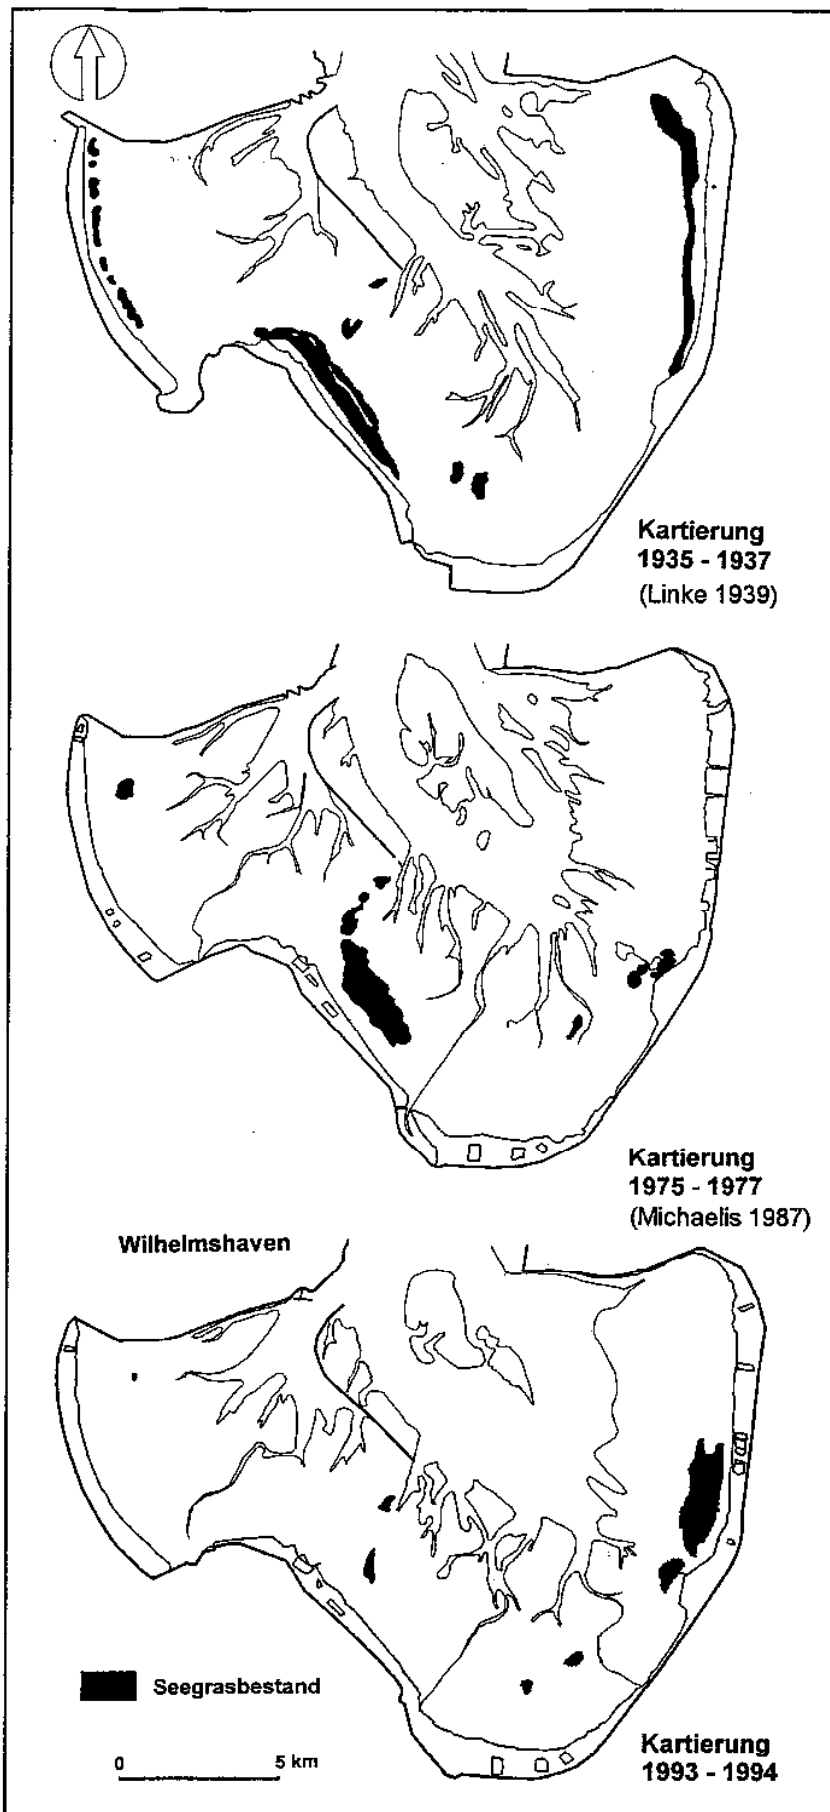 Kartierung
1935 - 1937
(Linke 1939)
Kartierung
1975 - 1977
(Michaelis 1987)
Wilhelmshaven
Seegrasbestand
0 5 km
Kartierung
1993 - 1994